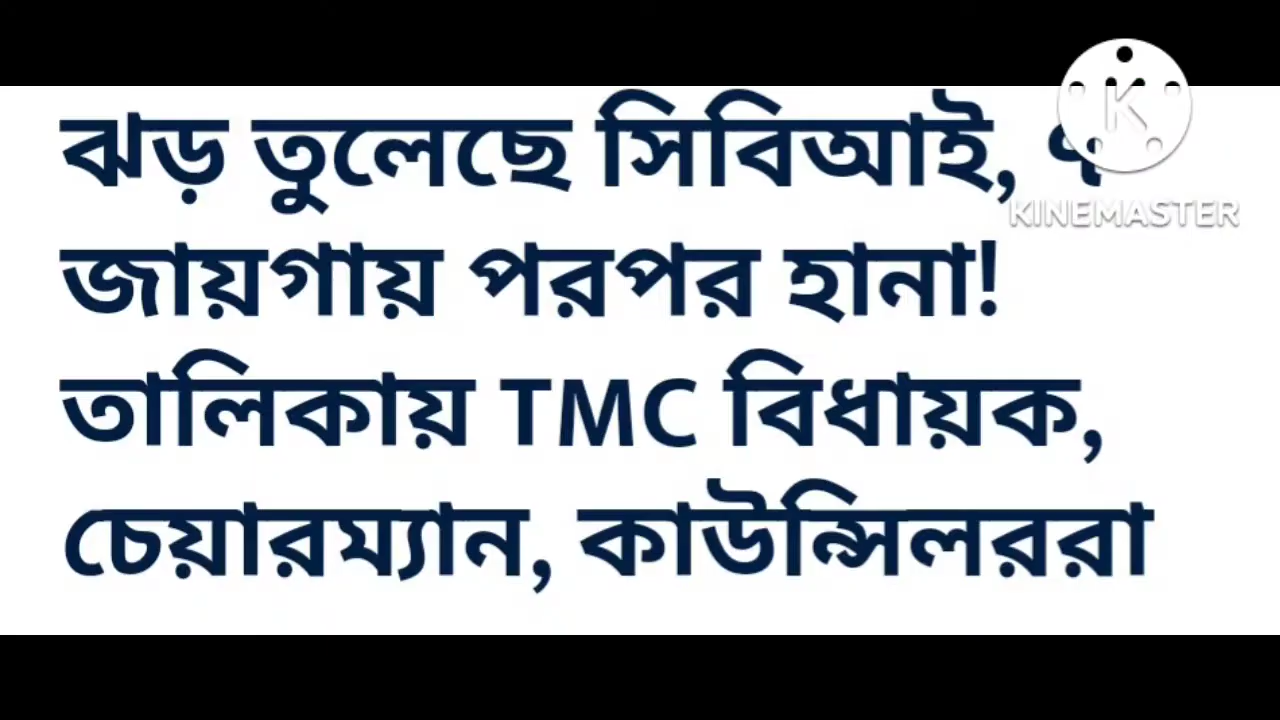 ঝড় তুলেছে সিবিআই,
KINEMASTER
জায়গায় পরপর হানা!
তালিকায় TMC বিধায়ক,
চেয়ারম্যান, কাউন্সিলররা